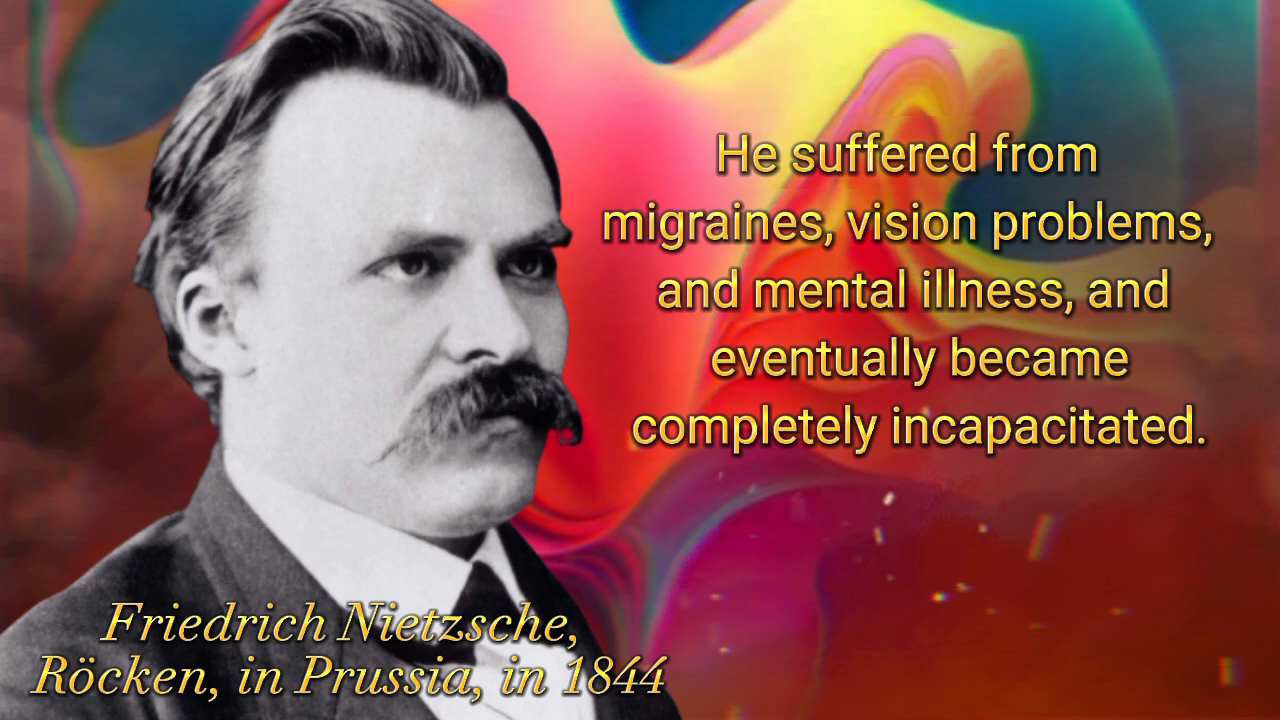 He suffered from
migraines, vision problems,
and mental illness, and
eventually became
completely incapacitated.
Friedrich Nietzsche,
Röcken, in Prussia, in 1844